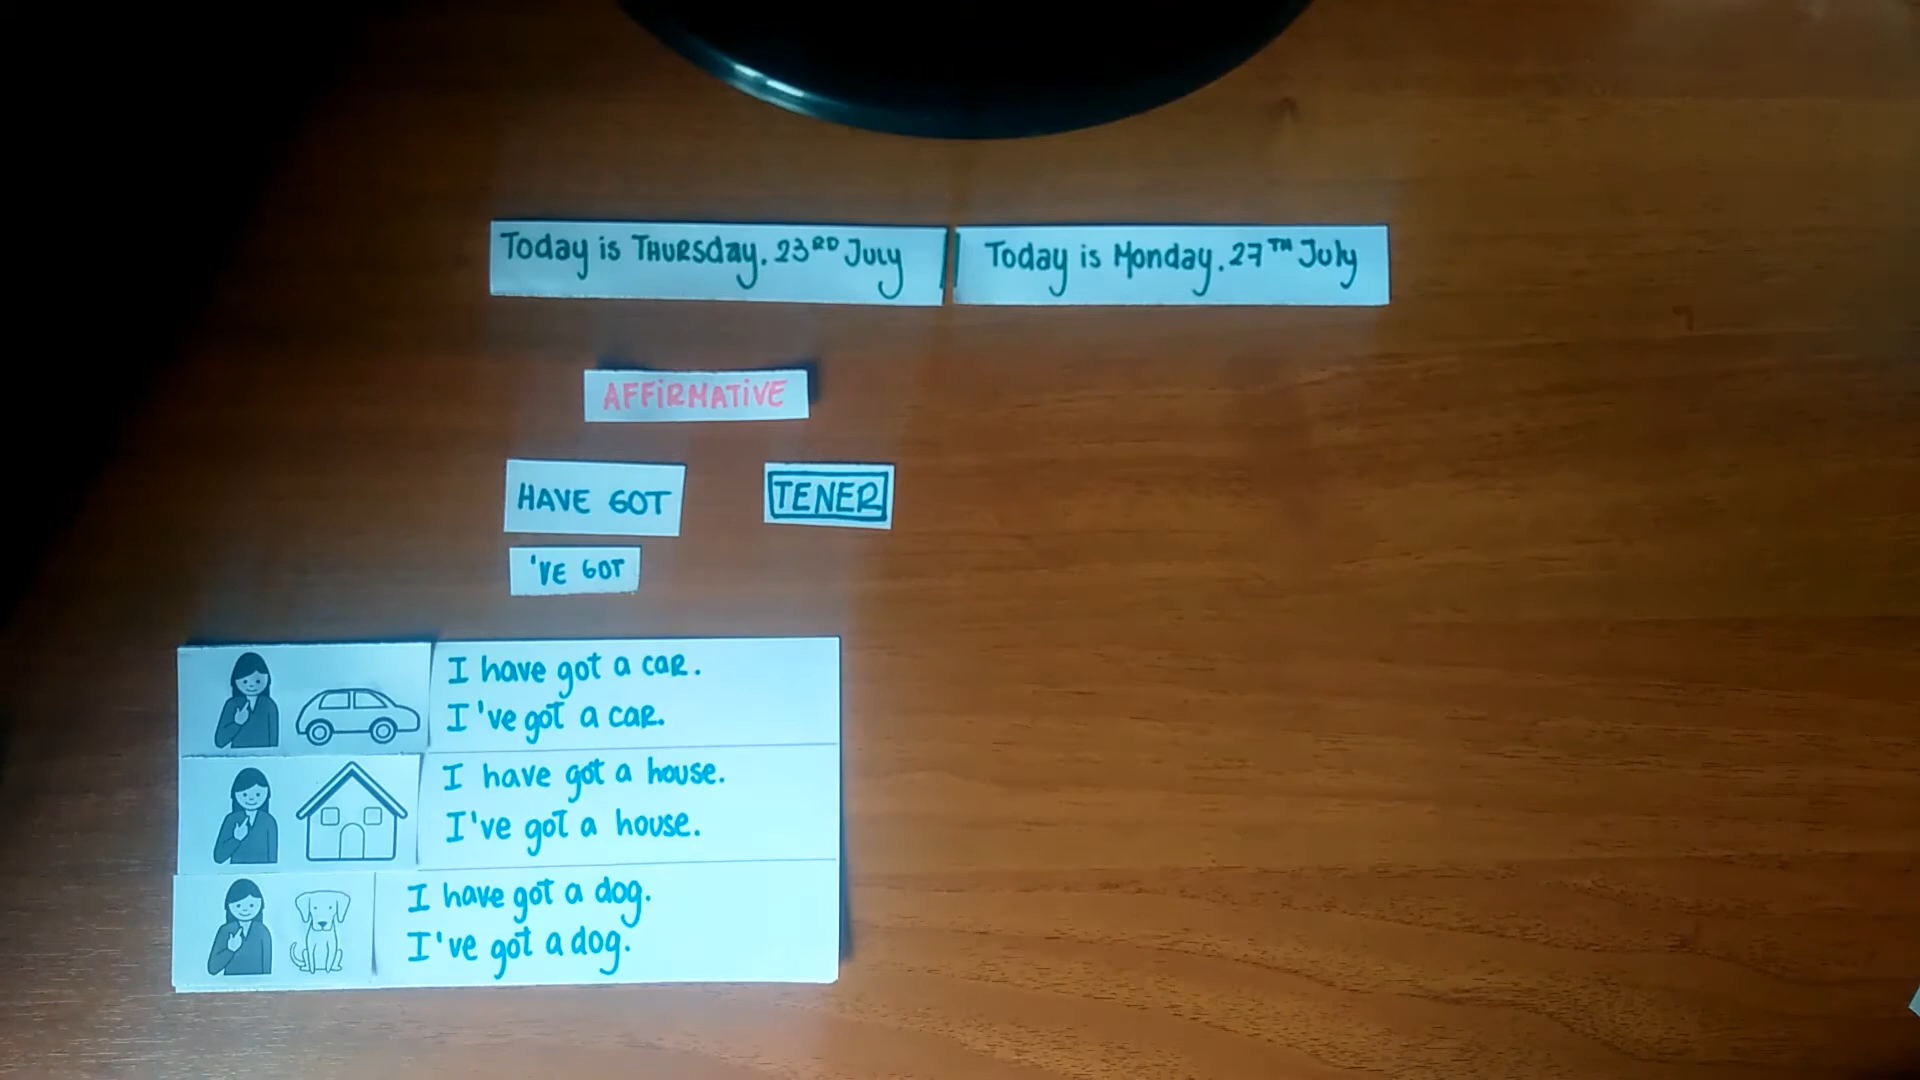 Today is THURSday. 23RD July
Today is Monday. 27TH July
AFFiRMATiVE
HAVE GOT
TENER
'VE GOT
I have got a caR.
I've got a caR.
I have got a house.
I've got a house.
I have got a dog.
I've got a dog.